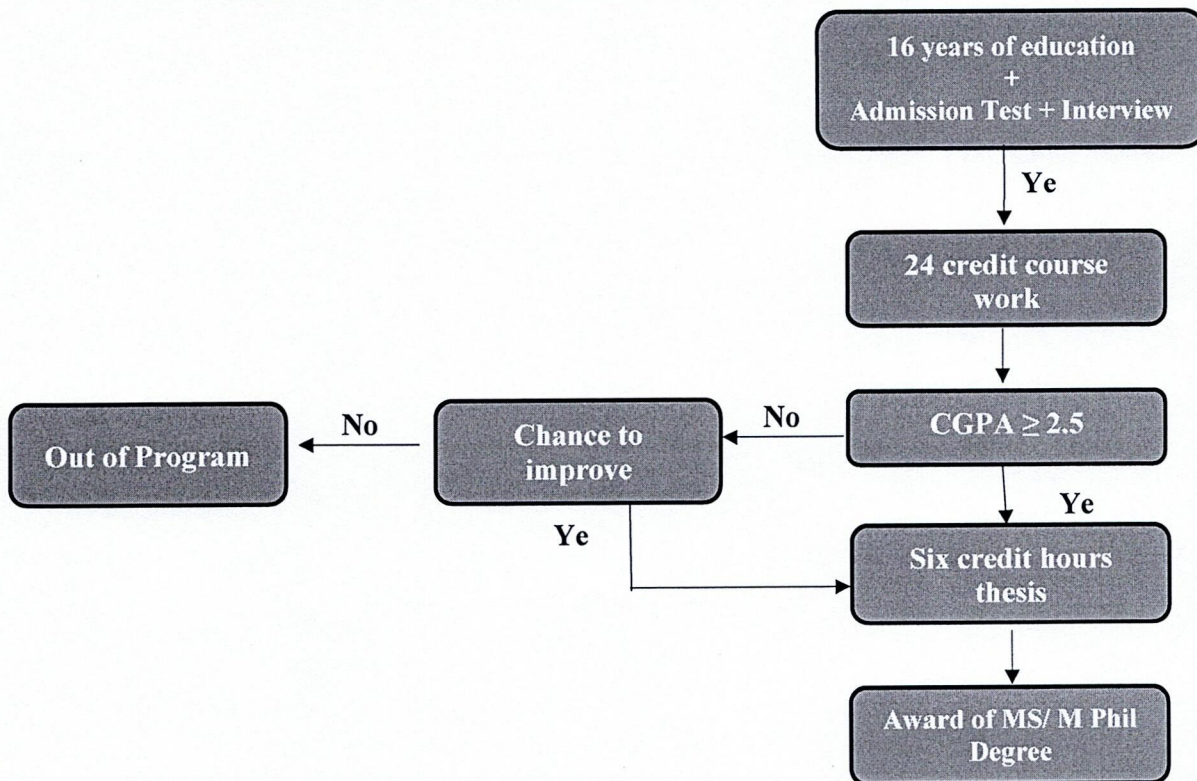 16 years of education
+
Admission Test + Interview
Ye
24 credit course
work
CGPA ≥ 2.5
No
Chance to
improve
No
Out of Program
Ye
Ye
Six credit hours
thesis
Award of MS/ M Phil
Degree